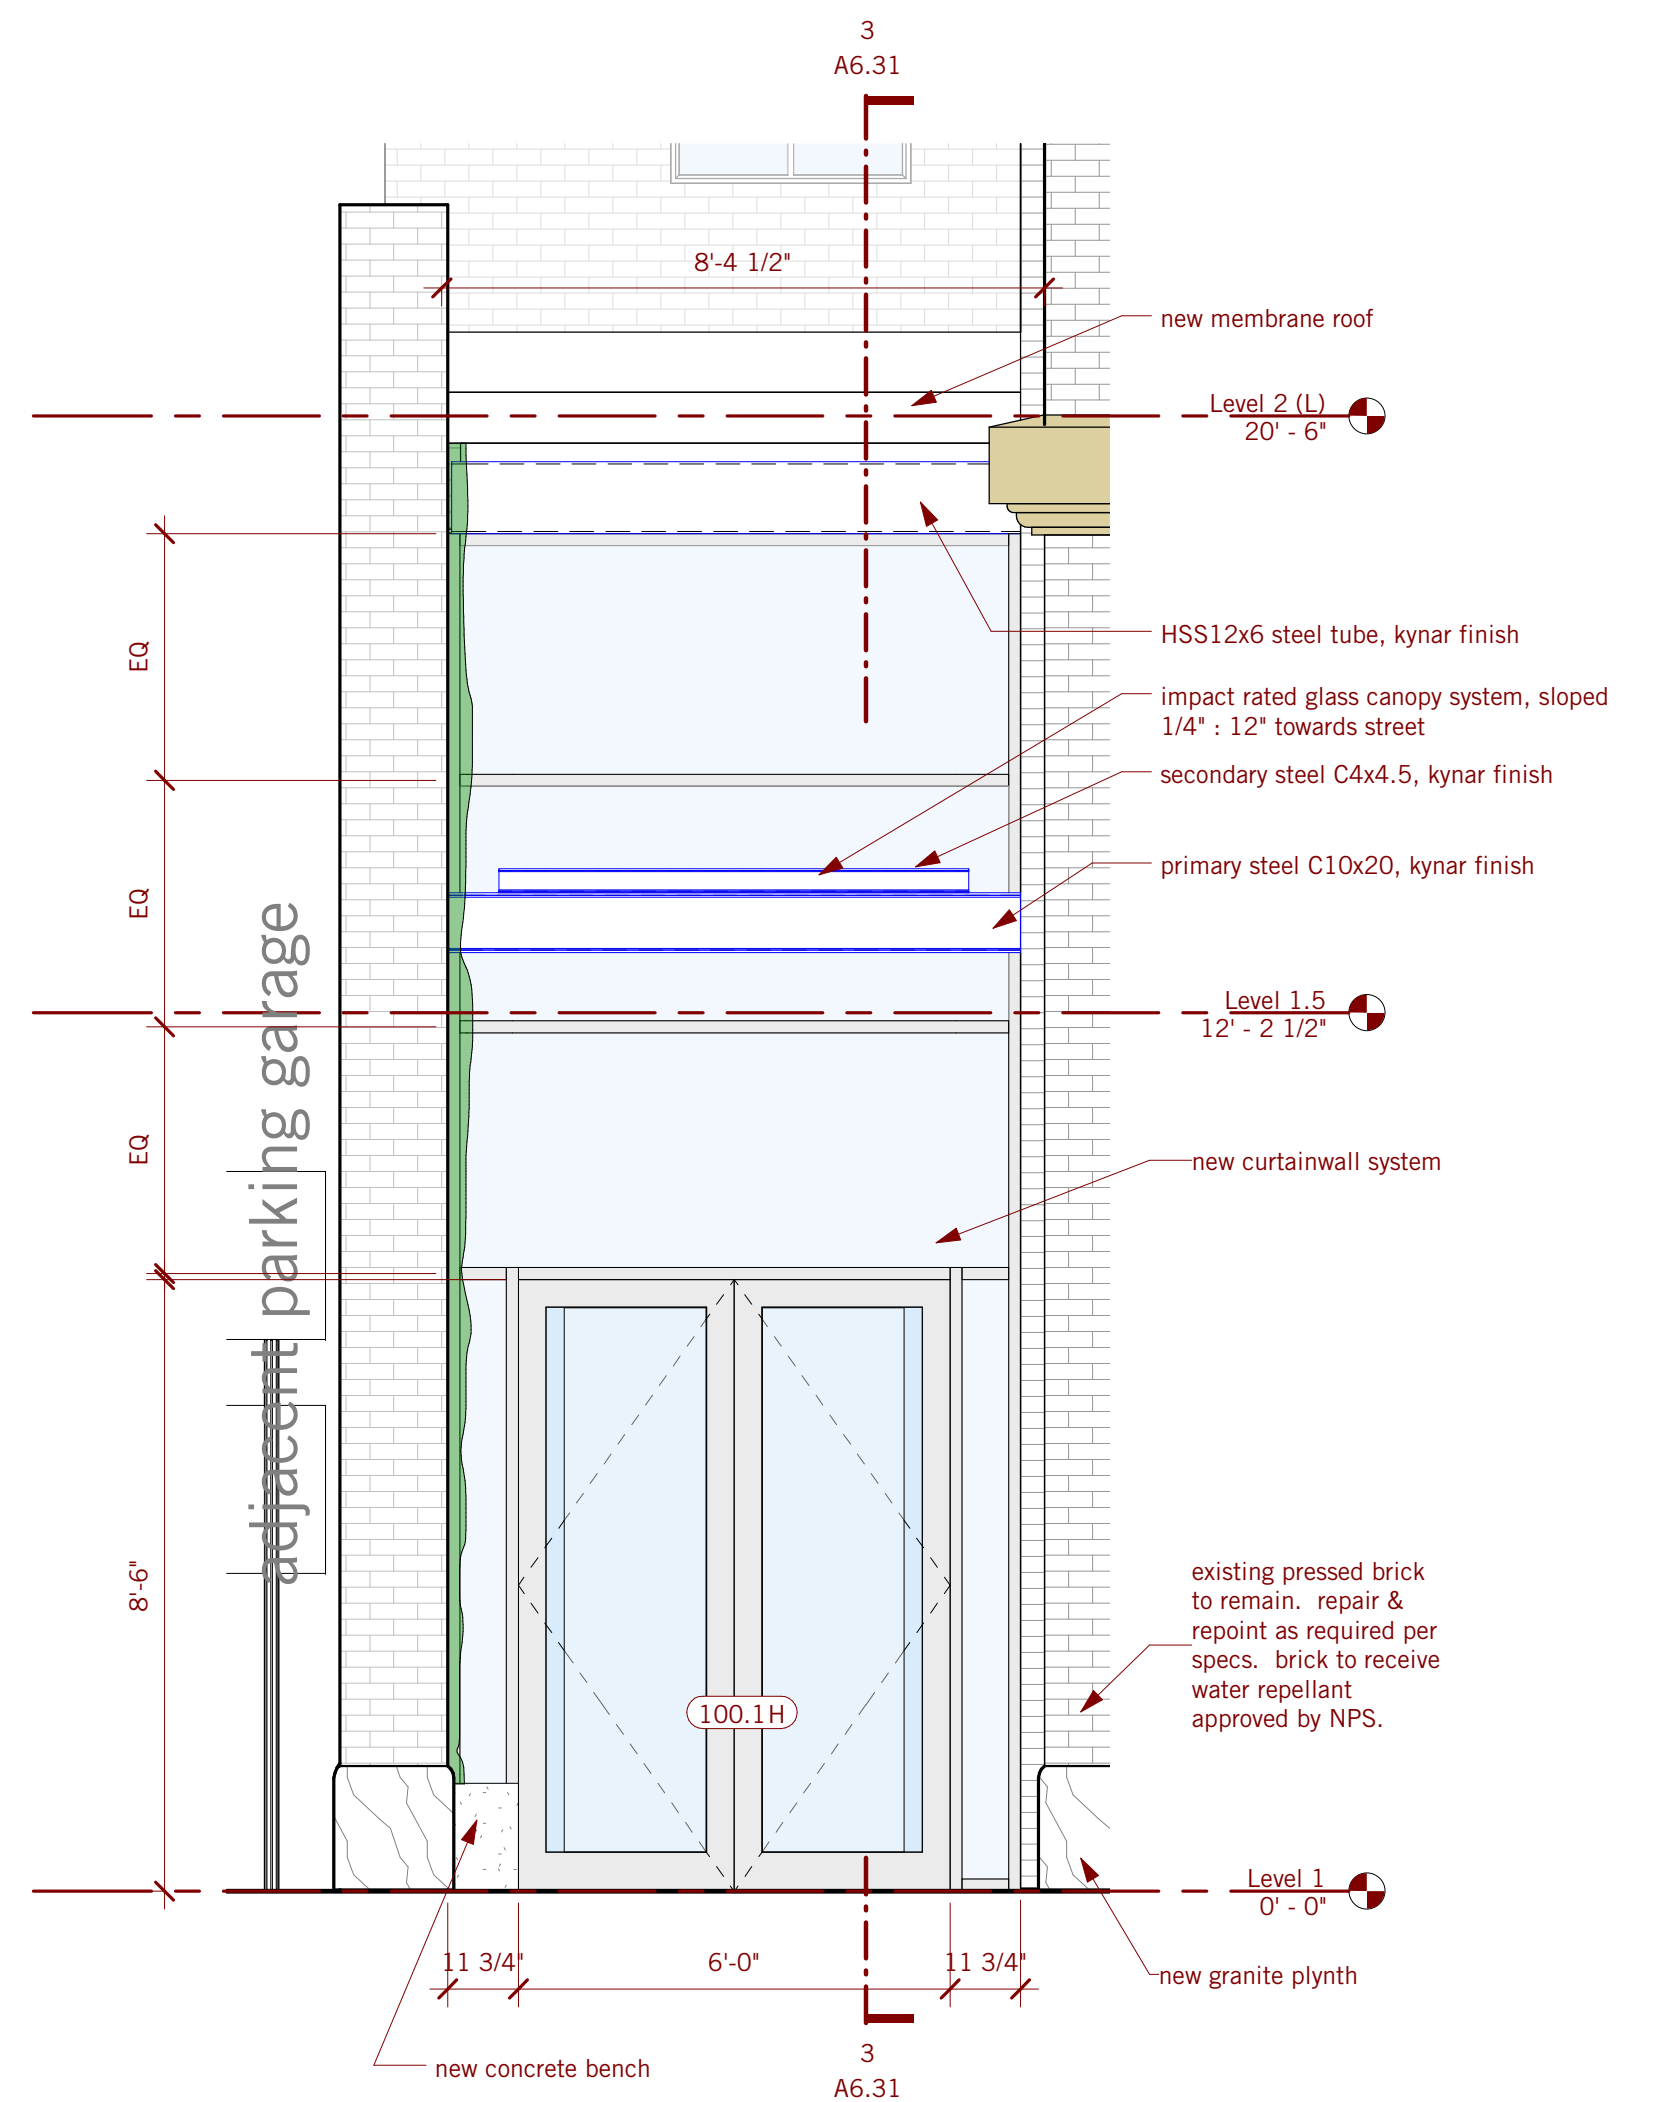 3
A6.31
8'-4 1/2"
new membrane roof
Level 2 (L)
20' - 6"
HSS12x6 steel tube, kynar finish
EQ
impact rated glass canopy system, sloped
1/4" : 12" towards street
secondary steel C4x4.5, kynar finish
primary steel C10x20, kynar finish
EQ
adjacent parking garage
Level 1.5
12' - 2 1/2"
EQ
new curtainwall system
8'-6"
existing pressed brick
to remain.  repair &
repoint as required per
specs.  brick to receive
water repellant
approved by NPS.
100.1H
Level 1
0' - 0"
11 3/4"
6'-0"
11 3/4"
new granite plynth
new concrete bench
3
A6.31